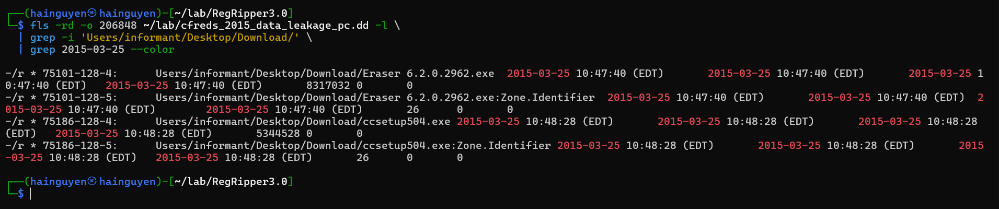 ┌──(hainguyen㉿hainguyen)-[~/lab/RegRipper3.0]
└─$ fls -rd -o 206848 ~/lab/cfreds_2015_data_leakage_pc.dd -l \
  | grep -i 'Users/informant/Desktop/Download/' \
  | grep 2015-03-25 --color
-/r * 75101-128-4:      Users/informant/Desktop/Download/Eraser 6.2.0.2962.exe  2015-03-25 10:47:40 (EDT)       2015-03-25 10:47:40 (EDT)       2015-03-25 1
0:47:40 (EDT)   2015-03-25 10:47:40 (EDT)       8317032 0       0
-/r * 75101-128-5:      Users/informant/Desktop/Download/Eraser 6.2.0.2962.exe:Zone.Identifier  2015-03-25 10:47:40 (EDT)       2015-03-25 10:47:40 (EDT)  2
015-03-25 10:47:40 (EDT)        2015-03-25 10:47:40 (EDT)       26      0       0
-/r * 75186-128-4:      Users/informant/Desktop/Download/ccsetup504.exe 2015-03-25 10:48:28 (EDT)       2015-03-25 10:48:28 (EDT)       2015-03-25 10:48:28
(EDT)   2015-03-25 10:48:28 (EDT)       5344528 0       0
-/r * 75186-128-5:      Users/informant/Desktop/Download/ccsetup504.exe:Zone.Identifier 2015-03-25 10:48:28 (EDT)       2015-03-25 10:48:28 (EDT)       2015
-03-25 10:48:28 (EDT)   2015-03-25 10:48:28 (EDT)       26      0       0
┌──(hainguyen㉿hainguyen)-[~/lab/RegRipper3.0]
└─$